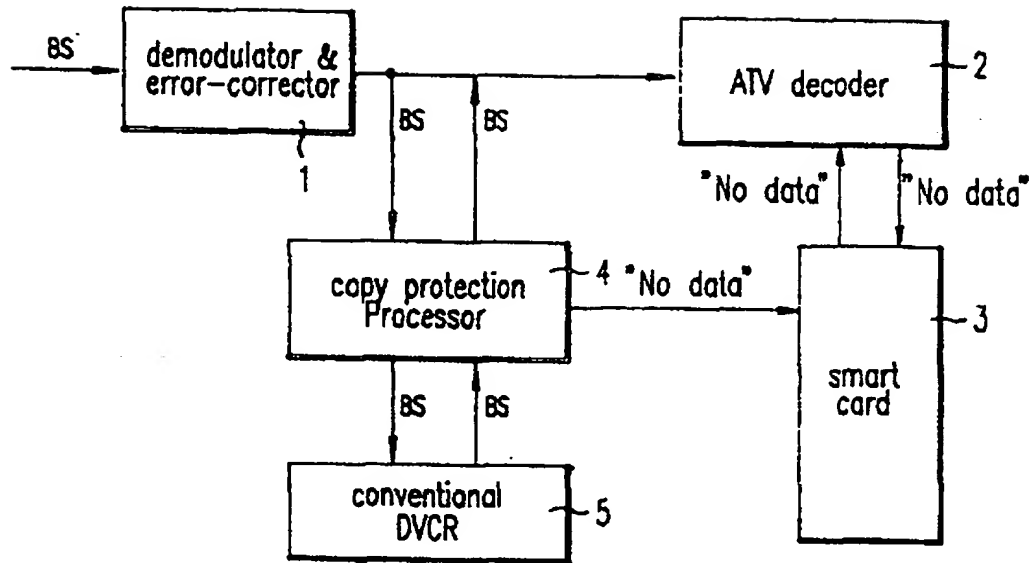 BS
demodulator &
error-corrector
1
ATV decoder
2
BS
BS
"No data"
"No data"
copy protection
Processor
4
"No data"
smart
card
3
BS
BS
conventional
DVCR
5